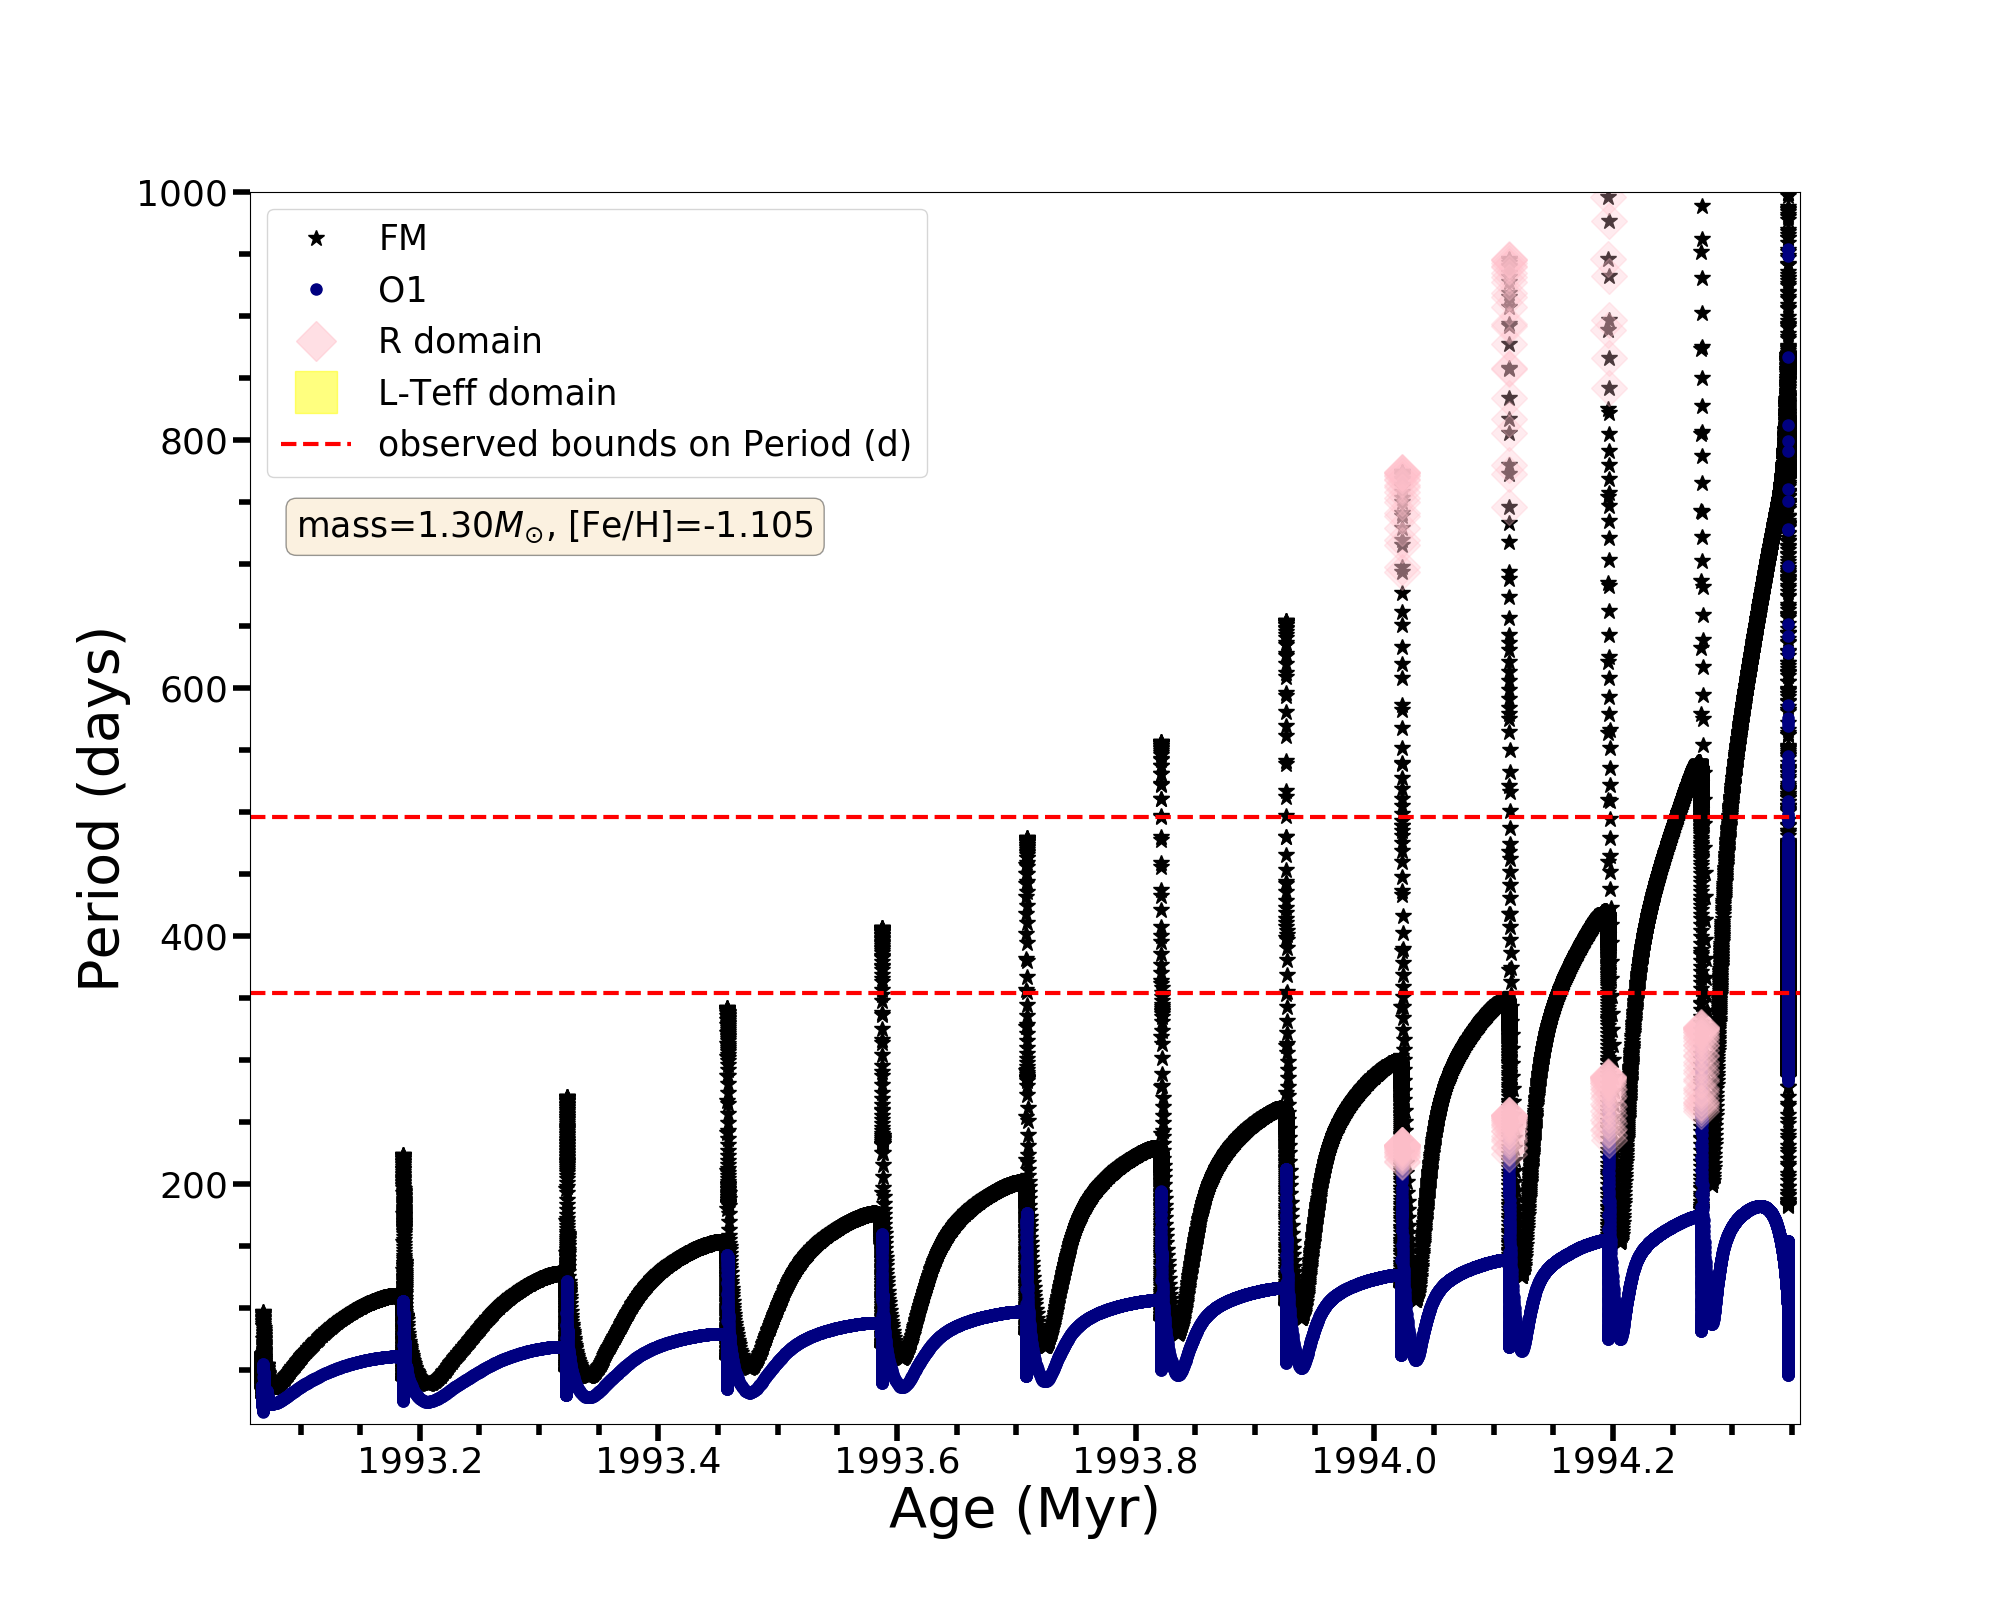 1000
800
600
400
200
Period (days)
FM
O1
R domain
L-Teff domain
observed bounds on Period (d)
mass=1.30M☉, [Fe/H]=-1.105
1993.2 1993.4 1993.6 1993.8 1994.0 1994.2
Age (Myr)